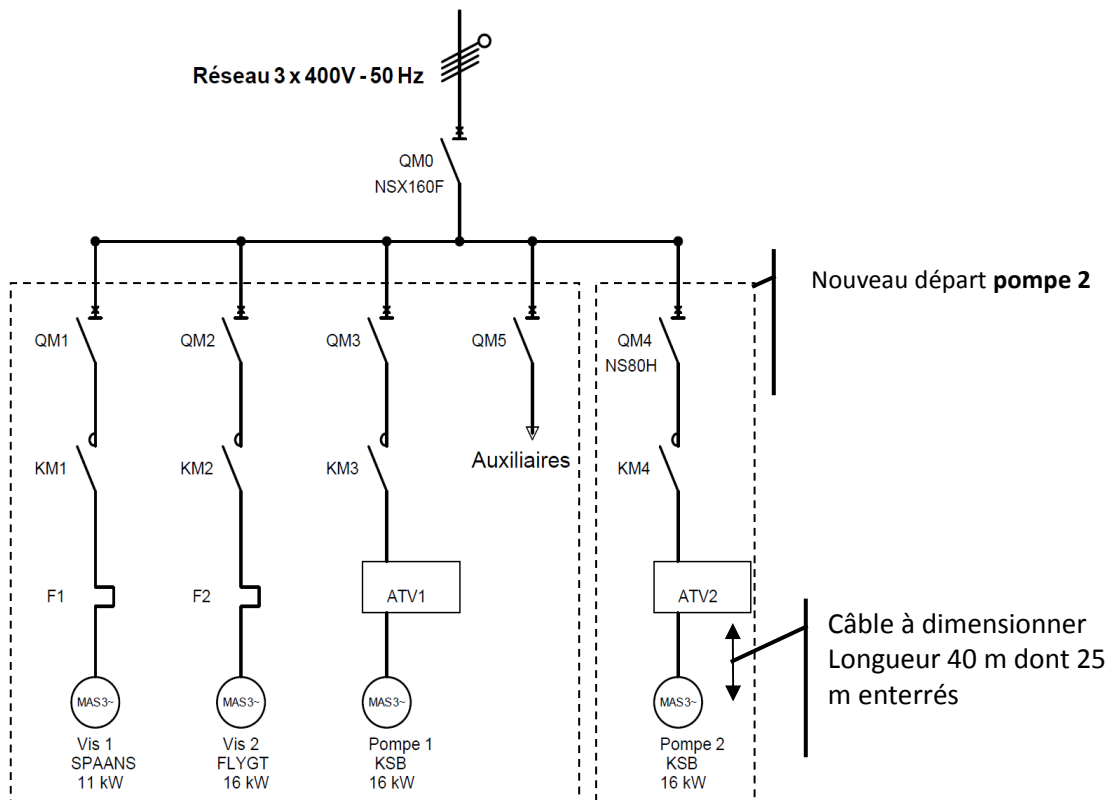 Réseau 3 x 400V - 50 Hz
QM0
NSX160F
Nouveau départ pompe 2
QM1
QM2
QM3
QM5
QM4
NS80H
KM1
KM2
KM3
Auxiliaires
KM4
F1
F2
ATV1
ATV2
Câble à dimensionner
Longueur 40 m dont 25
m enterrés
MAS3~
MAS3~
MAS3~
MAS3~
Vis 1
SPAANS
11 kW
Vis 2
FLYGT
16 kW
Pompe 1
KSB
16 kW
Pompe 2
KSB
16 kW